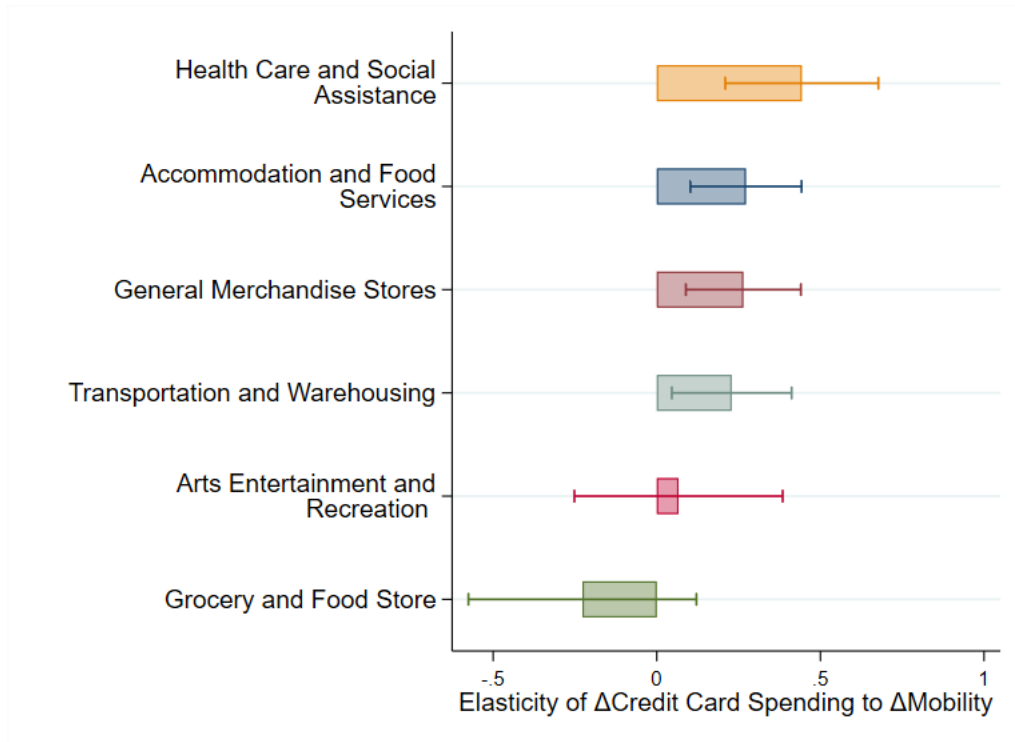 Health Care and Social
Assistance
Accommodation and Food
Services
General Merchandise Stores
Transportation and Warehousing
Arts Entertainment and
Recreation
Grocery and Food Store
-.5 0 .5 1
Elasticity of ΔCredit Card Spending to ΔMobility